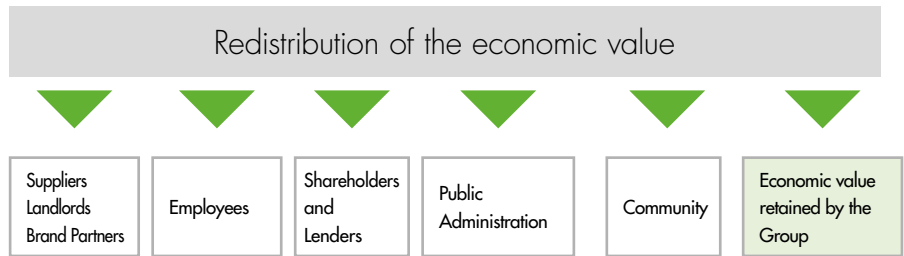 Redistribution of the economic value
Suppliers
Landlords
Brand Partners
Employees
Shareholders
and
Lenders
Public
Administration
Community
Economic value
retained by the
Group